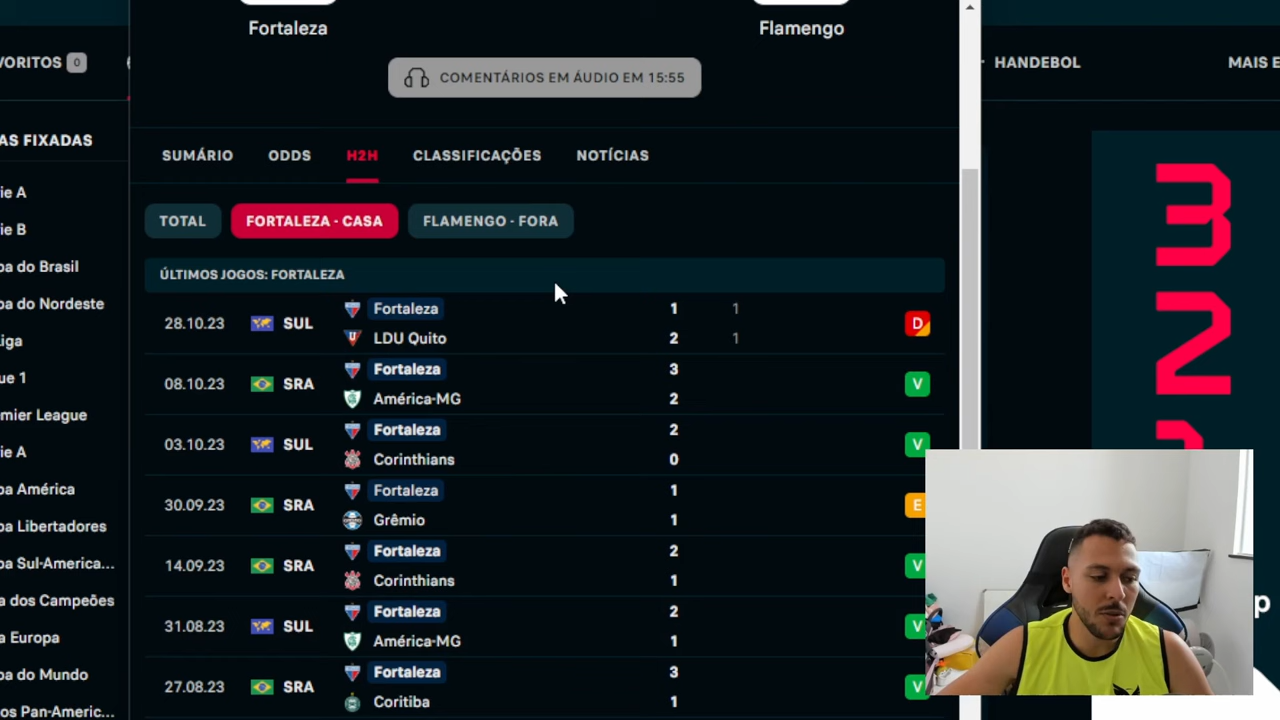 Fortaleza
Flamengo
VORITOS 0
HANDEBOL
MAIS E
COMENTÁRIOS EM ÁUDIO EM 15:55
AS FIXADAS
SUMÁRIO ODDS H2H CLASSIFICAÇÕES NOTÍCIAS
TOTAL FORTALEZA - CASA FLAMENGO - FORA
ÚLTIMOS JOGOS: FORTALEZA
28.10.23 SUL Fortaleza 1 1
LDU Quito 2 1
D
08.10.23 SRA Fortaleza 3
América-MG 2
V
03.10.23 SUL Fortaleza 2
Corinthians 0
V
30.09.23 SRA Fortaleza 1
Grêmio 1
E
14.09.23 SRA Fortaleza 2
Corinthians 1
V
31.08.23 SUL Fortaleza 2
América-MG 1
V
27.08.23 SRA Fortaleza 3
Coritiba 1
V
ie A
ie B
pa do Brasil
pa do Nordeste
iga
ue 1
mier League
ie A
pa América
pa Libertadores
pa Sul-America...
a dos Campeões
a Europa
pa do Mundo
os Pan-Americ...
32
p